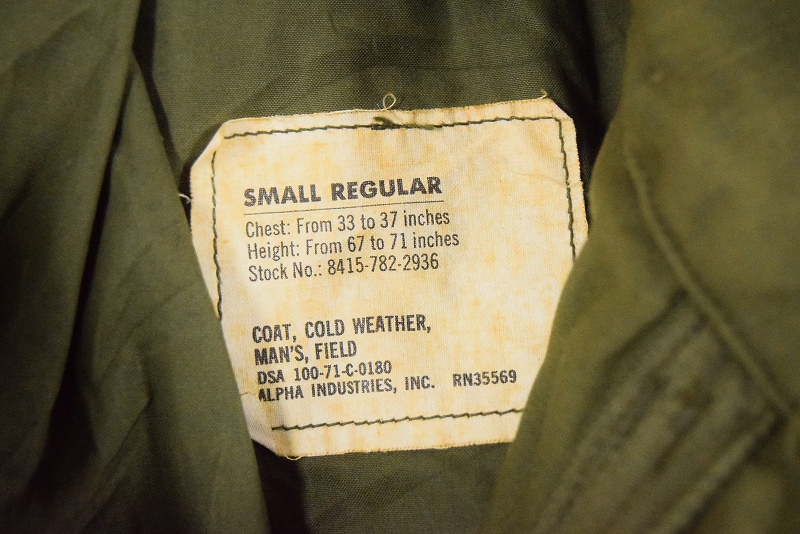 SMALL REGULAR
Chest: From 33 to 37 inches
Height: From 67 to 71 inches
Stock No.: 8415-782-2936
COAT, COLD WEATHER,
MAN'S, FIELD
DSA 100-71-C-0180
ALPHA INDUSTRIES, INC. RN35569